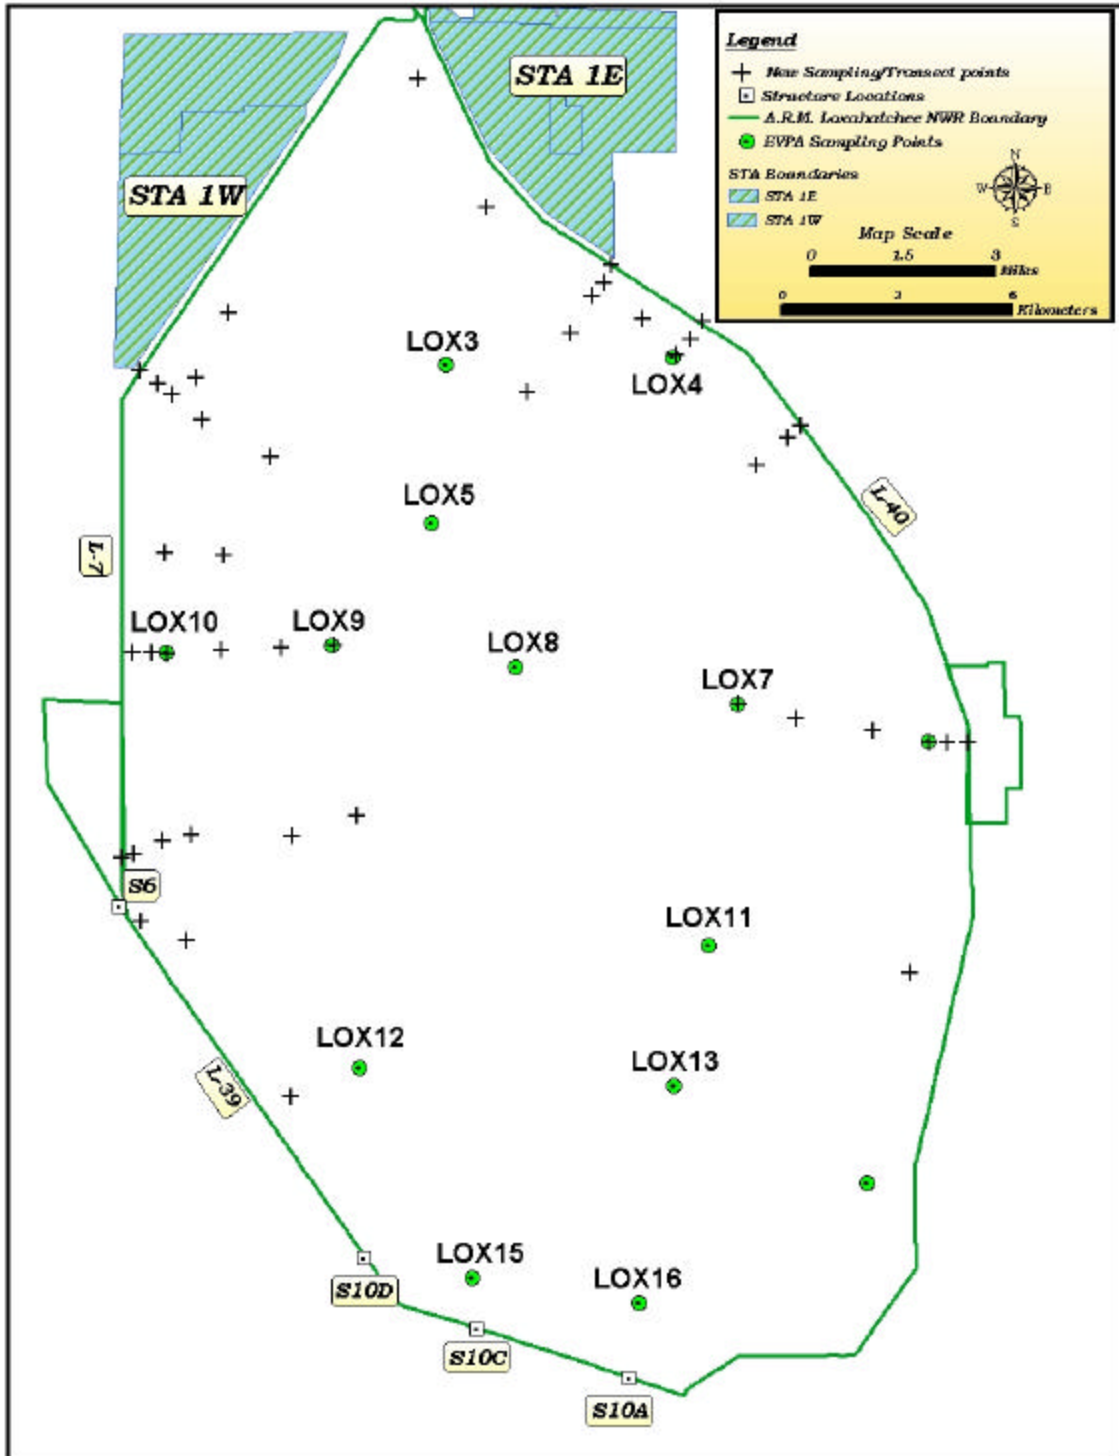 STA 1E
STA 1W
Legend
New Sampling/Transect points
Structure Locations
A.R.M. Loxahatchee NWR Boundary
EVPA Sampling Points
STA Boundaries
STA 1E
STA 1W
N
W E
S
Map Scale
0 1.5 3
Miles
0 2 6
Kilometers
LOX3
LOX4
LOX5
L-40
L-7
LOX10
LOX9
LOX8
LOX7
S6
LOX11
LOX12
LOX13
L-39
LOX15
LOX16
S10D
S10C
S10A